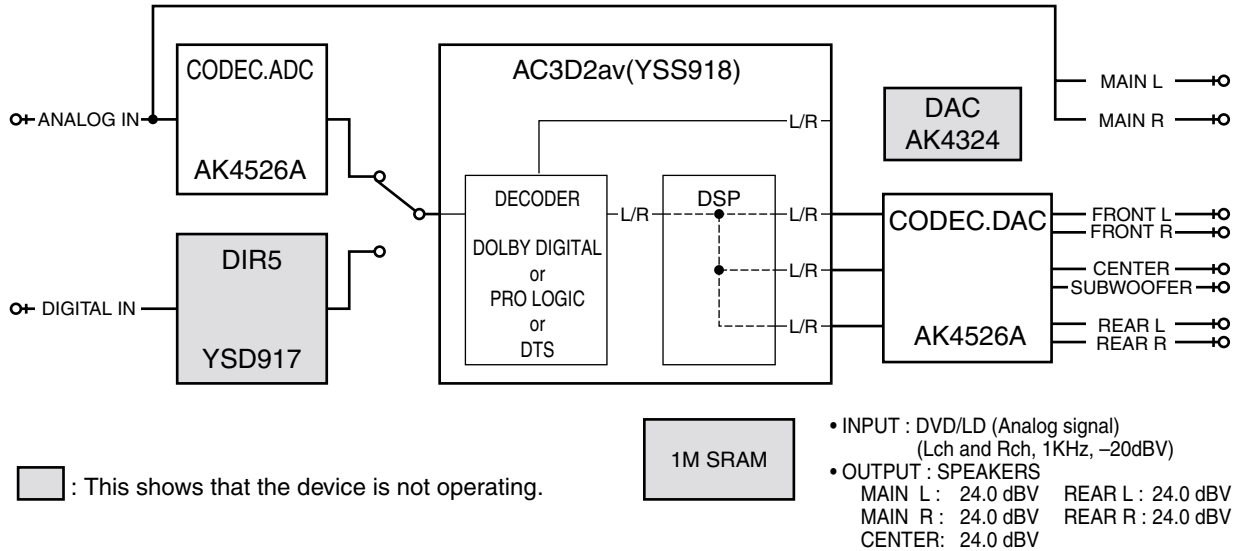 CODEC.ADC
AK4526A
ANALOG IN
DIR5
YSD917
DIGITAL IN
AC3D2av(YSS918)
L/R
DECODER
DOLBY DIGITAL
or
PRO LOGIC
or
DTS
L/R
DSP
L/R
L/R
L/R
DAC
AK4324
MAIN L
MAIN R
CODEC.DAC
AK4526A
FRONT L
FRONT R
CENTER
SUBWOOFER
REAR L
REAR R
: This shows that the device is not operating.
1M SRAM
• INPUT : DVD/LD (Analog signal)
(Lch and Rch, 1KHz, –20dBV)
• OUTPUT : SPEAKERS
MAIN L : 24.0 dBV REAR L : 24.0 dBV
MAIN R : 24.0 dBV REAR R : 24.0 dBV
CENTER: 24.0 dBV